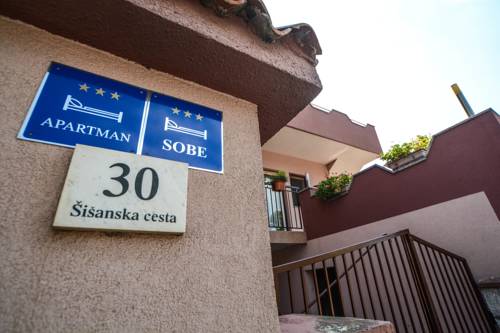 APARTMAN
SOBE
30
Šišanska cesta